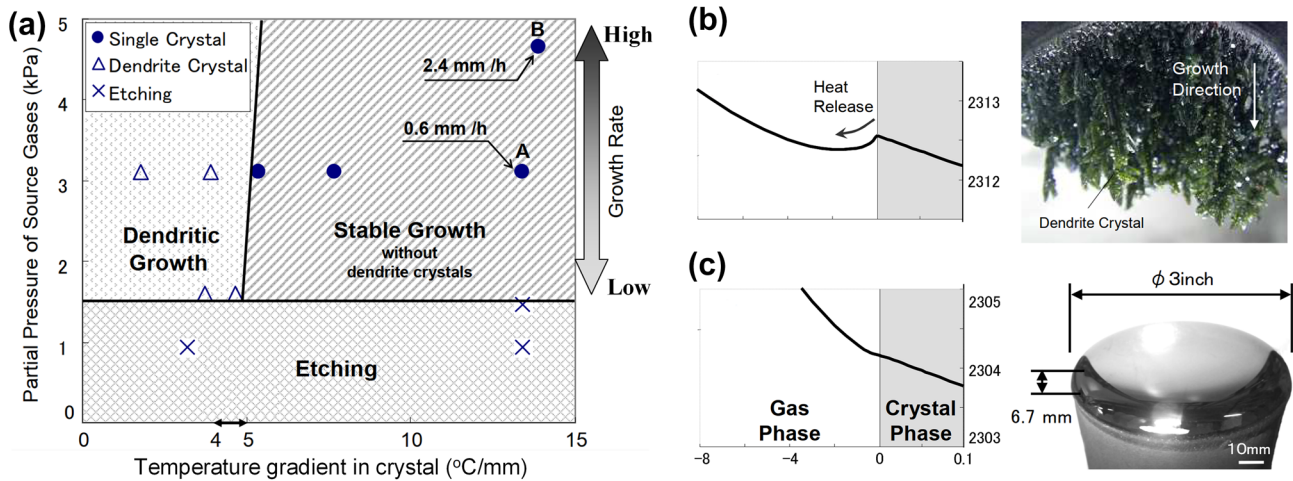 (a)
Partial Pressure of Source Gases (kPa)
5
4
3
2
1
0
Single Crystal
Dendrite Crystal
Etching
B
2.4 mm /h
0.6 mm /h
A
Dendritic
Growth
Stable Growth
without
dendrite crystals
Etching
0
4
5
10
15
Temperature gradient in crystal (oC/mm)
High
Growth Rate
Low
(b)
Heat
Release
2313
2312
Growth
Direction
Dendrite Crystal
(c)
2305
2304
2303
Gas
Phase
Crystal
Phase
-8
-4
0
0.1
ϕ 3inch
6.7 mm
10mm